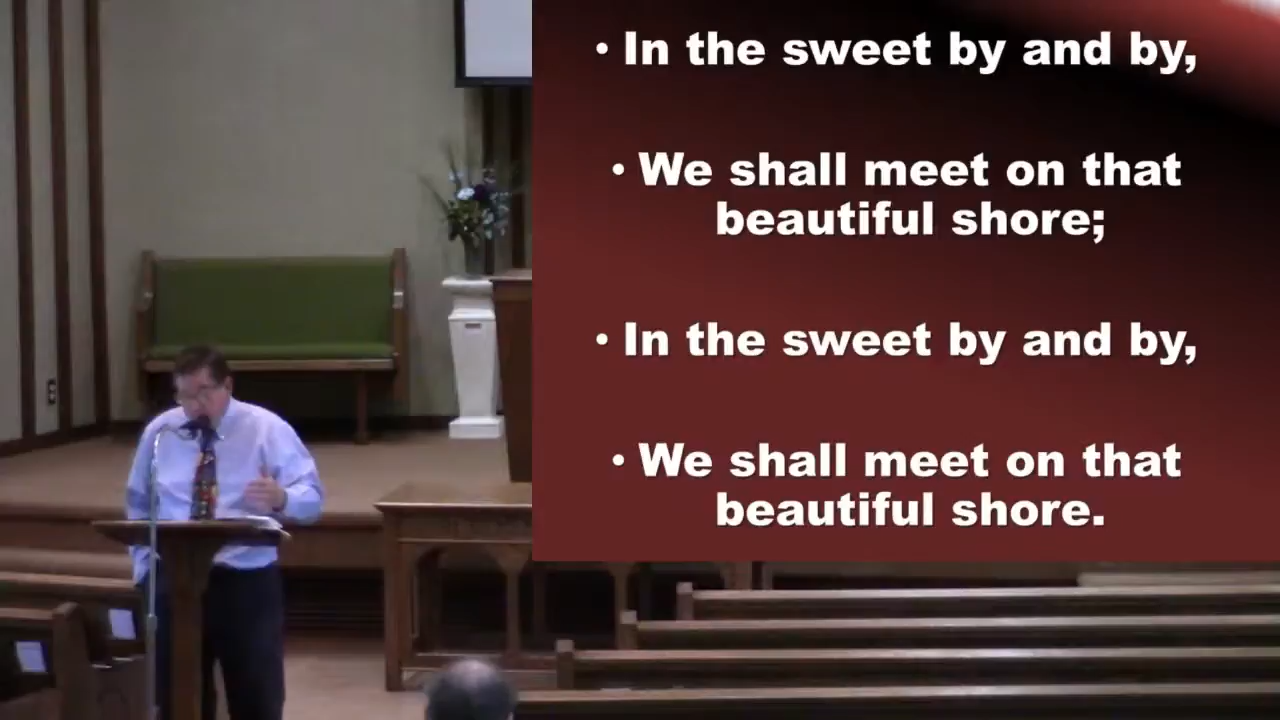 • In the sweet by and by,
• We shall meet on that
beautiful shore;
• In the sweet by and by,
• We shall meet on that
beautiful shore.